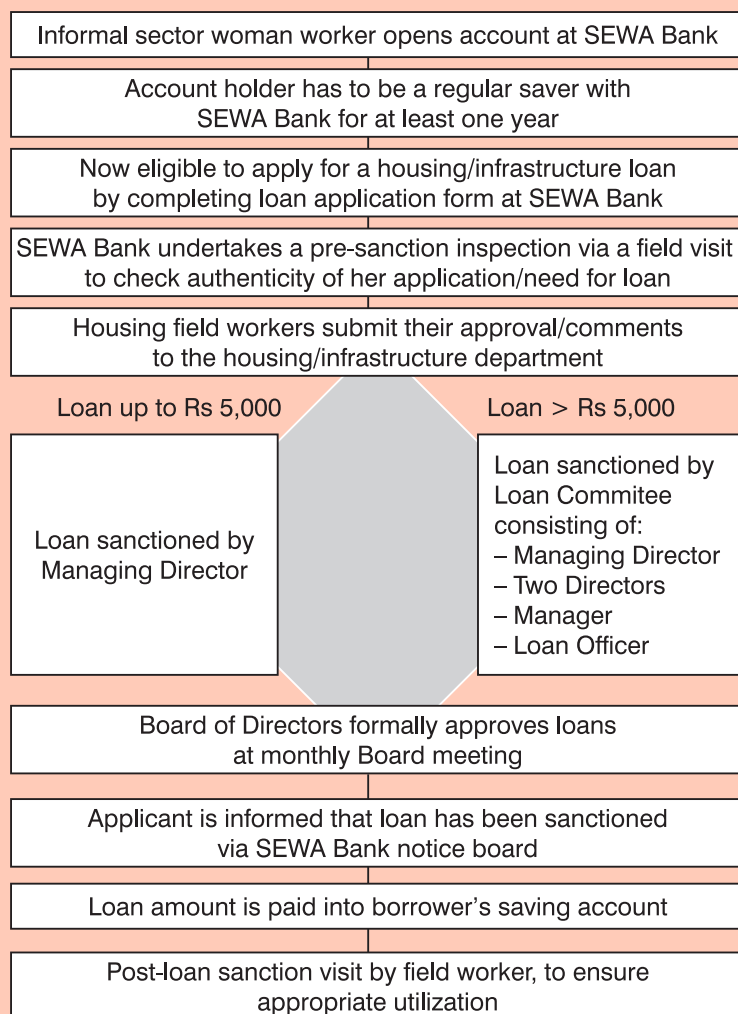 Informal sector woman worker opens account at SEWA Bank
Account holder has to be a regular saver with
SEWA Bank for at least one year
Now eligible to apply for a housing/infrastructure loan
by completing loan application form at SEWA Bank
SEWA Bank undertakes a pre-sanction inspection via a field visit
to check authenticity of her application/need for loan
Housing field workers submit their approval/comments
to the housing/infrastructure department
Loan up to Rs 5,000
Loan > Rs 5,000
Loan sanctioned by
Managing Director
Loan sanctioned by
Loan Commitee
consisting of:
– Managing Director
– Two Directors
– Manager
– Loan Officer
Board of Directors formally approves loans
at monthly Board meeting
Applicant is informed that loan has been sanctioned
via SEWA Bank notice board
Loan amount is paid into borrower’s saving account
Post-loan sanction visit by field worker, to ensure
appropriate utilization